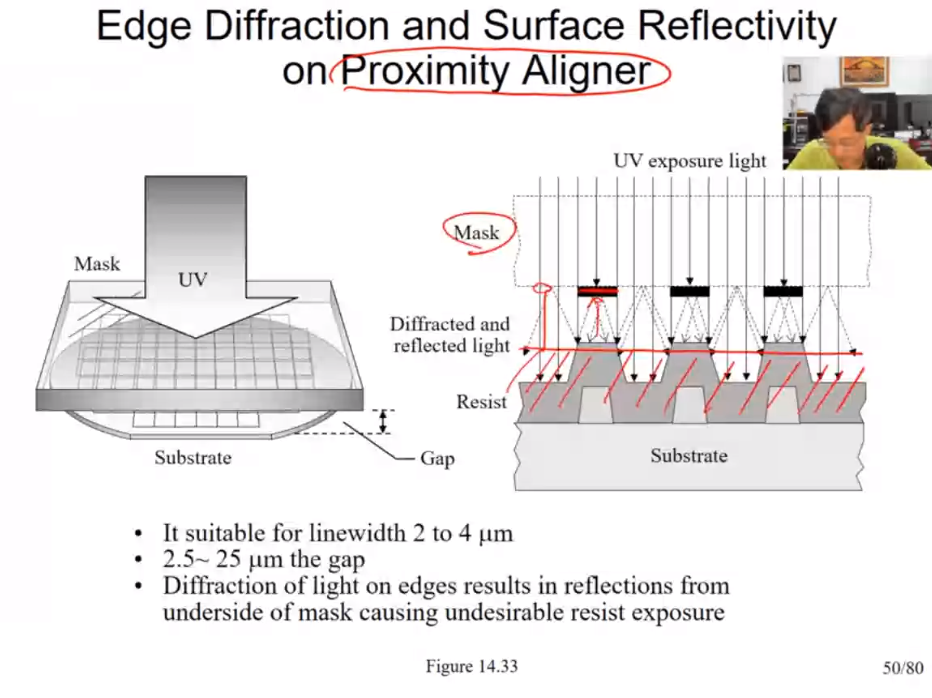 Edge Diffraction and Surface Reflectivity
on Proximity Aligner
UV exposure light
Mask
Mask
UV
Diffracted and
reflected light
Resist
Substrate
Gap
Substrate
• It suitable for linewidth 2 to 4 μm
• 2.5~ 25 μm the gap
• Diffraction of light on edges results in reflections from
underside of mask causing undesirable resist exposure
Figure 14.33
50/80